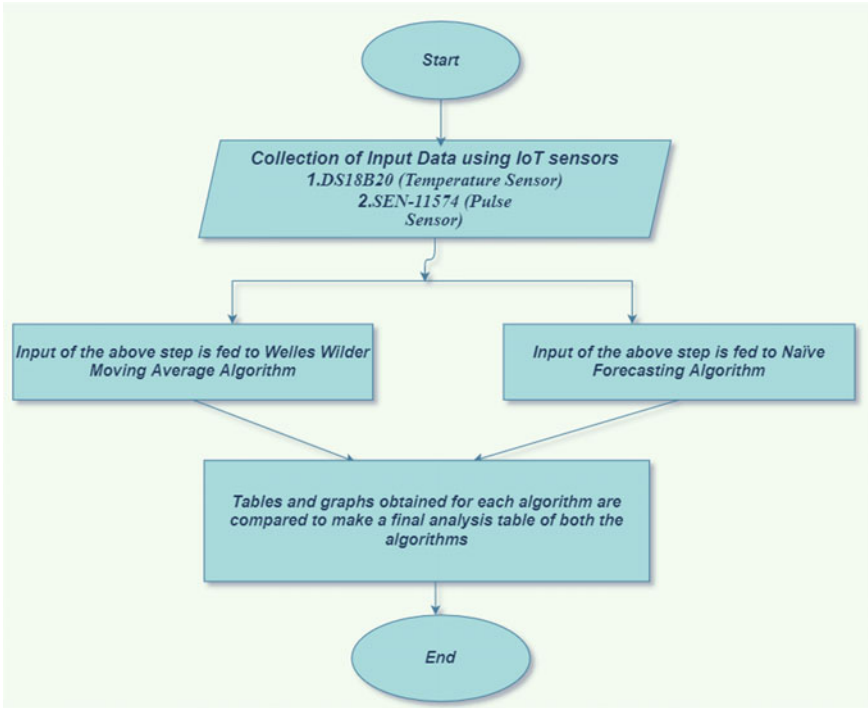 Start
Collection of Input Data using IoT sensors
1.DS18B20 (Temperature Sensor)
2.SEN-11574 (Pulse
Sensor)
Input of the above step is fed to Welles Wilder
Moving Average Algorithm
Input of the above step is fed to Naïve
Forecasting Algorithm
Tables and graphs obtained for each algorithm are
compared to make a final analysis table of both the
algorithms
End